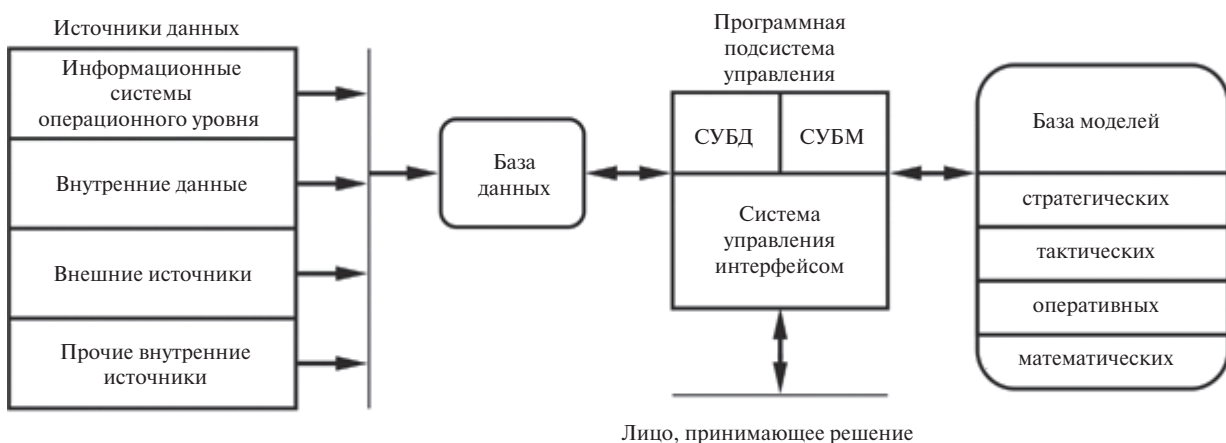 Источники данных
Информационные
системы
операционного уровня
Внутренние данные
Внешние источники
Прочие внутренние
источники
База
данных
Программная
подсистема
управления
СУБД
СУБМ
Система
управления
интерфейсом
Лицо, принимающее решение
База моделей
стратегических
тактических
оперативных
математических